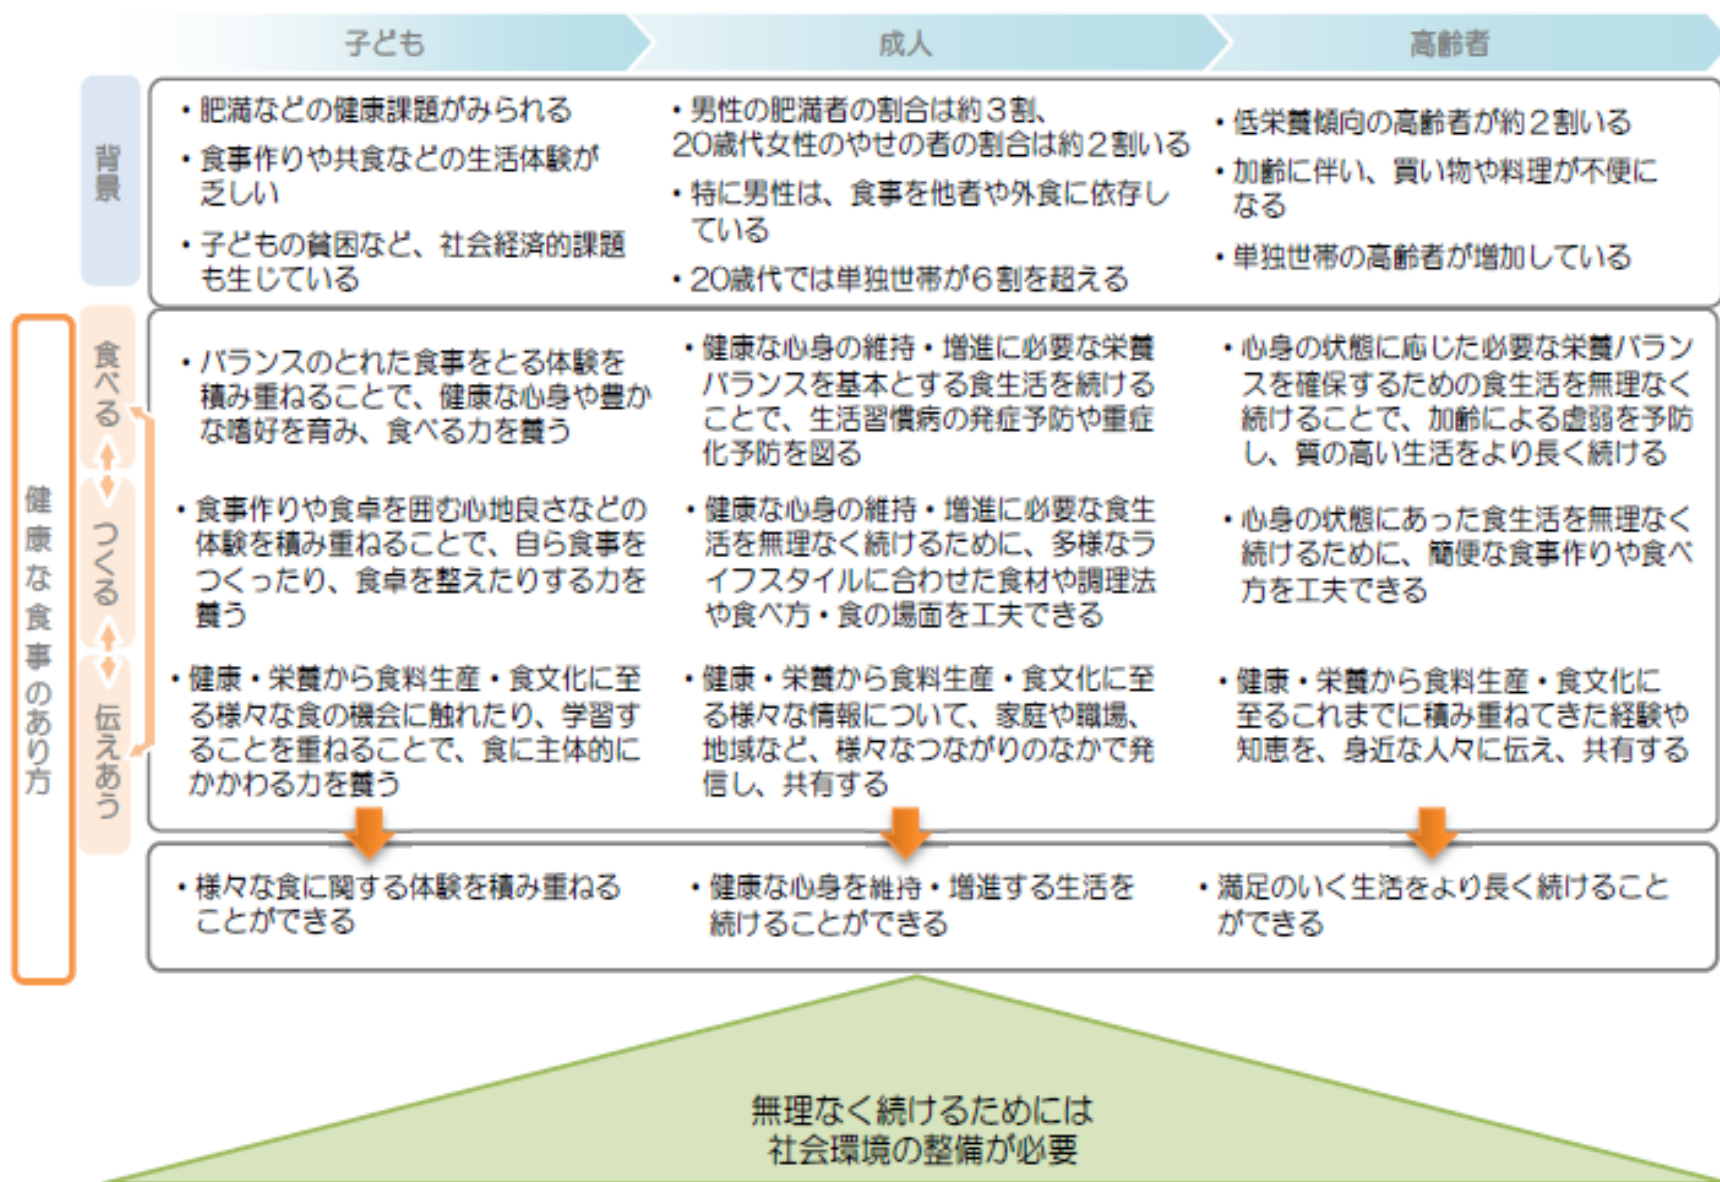 子ども
成人
高齢者
背景
・肥満などの健康課題がみられる
・食事作りや共食などの生活体験が
乏しい
・子どもの貧困など、社会経済的課題
も生じている
・男性の肥満者の割合は約３割、
20歳代女性のやせの者の割合は約２割いる
・特に男性は、食事を他者や外食に依存し
ている
・20歳代では単独世帯が６割を超える
・低栄養傾向の高齢者が約２割いる
・加齢に伴い、買い物や料理が不便に
なる
・単独世帯の高齢者が増加している
健康な食事のあり方
食べる
・バランスのとれた食事をとる体験を
積み重ねることで、健康な心身や豊か
な嗜好を育み、食べる力を養う
・健康な心身の維持・増進に必要な栄養
バランスを基本とする食生活を続ける
ことで、生活習慣病の発症予防や重症
化予防を図る
・心身の状態に応じた必要な栄養バラン
スを確保するための食生活を無理なく
続けることで、加齢による虚弱を予防
し、質の高い生活をより長く続ける
つくる
・食事作りや食卓を囲む心地良さなどの
体験を積み重ねることで、自ら食事を
つくったり、食卓を整えたりする力を
養う
・健康な心身の維持・増進に必要な食生
活を無理なく続けるために、多様なラ
イフスタイルに合わせた食材や調理法
や食べ方・食の場面を工夫できる
・心身の状態にあった食生活を無理なく
続けるために、簡便な食事作りや食べ
方を工夫できる
伝えあう
・健康・栄養から食料生産・食文化に至
る様々な食の機会に触れたり、学習す
ることを重ねることで、食に主体的に
かかわる力を養う
・健康・栄養から食料生産・食文化に至
る様々な情報について、家庭や職場、
地域など、様々なつながりのなかで発
信し、共有する
・健康・栄養から食料生産・食文化に
至るこれまでに積み重ねてきた経験や
知恵を、身近な人々に伝え、共有する
・様々な食に関する体験を積み重ねる
ことができる
・健康な心身を維持・増進する生活を
続けることができる
・満足のいく生活をより長く続けること
ができる
無理なく続けるためには
社会環境の整備が必要